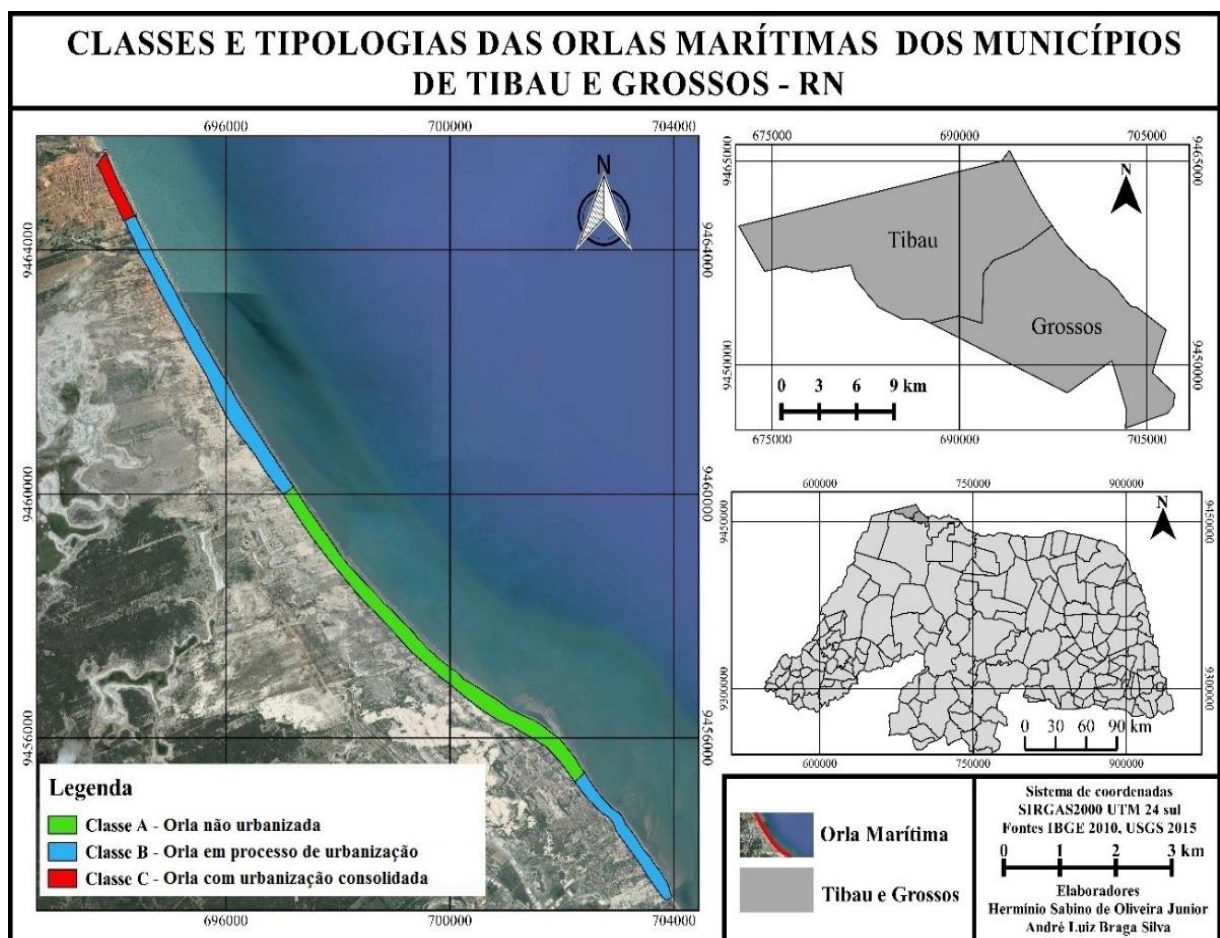 CLASSES E TIPOLOGIAS DAS ORLAS MARÍTIMAS DOS MUNICÍPIOS
DE TIBAU E GROSSOS - RN
696000 700000 704000
9464000
9460000
9456000
9464000
9460000
9456000
N
Legenda
Classe A - Orla não urbanizada
Classe B - Orla em processo de urbanização
Classe C - Orla com urbanização consolidada
696000 700000 704000
675000 690000 705000
9465000
9450000
9465000
9450000
N
Tibau
Grossos
0 3 6 9 km
675000 690000 705000
600000 750000 900000
9450000
9300000
9450000
9300000
N
0 30 60 90 km
600000 750000 900000
Orla Marítima
Tibau e Grossos
Sistema de coordenadas
SIRGAS2000 UTM 24 sul
Fontes IBGE 2010, USGS 2015
0 1 2 3 km
Elaboradores
Hermínio Sabino de Oliveira Junior
André Luiz Braga Silva